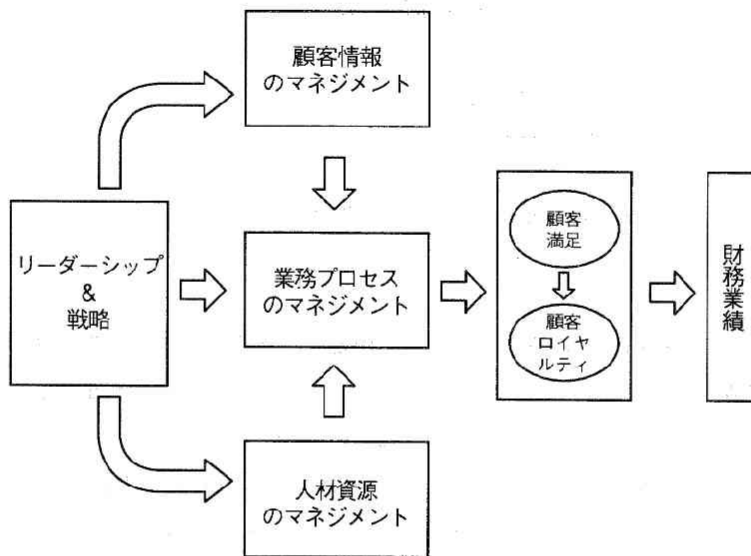 顧客情報
のマネジメント
リーダーシップ
&
戦略
業務プロセス
のマネジメント
顧客
満足
顧客
ロイヤ
ルティ
財務業績
人材資源
のマネジメント